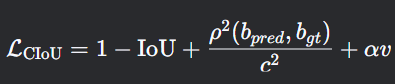 L_CIoU = 1 − IoU + ρ²(b_pred, b_gt) / c² + αv